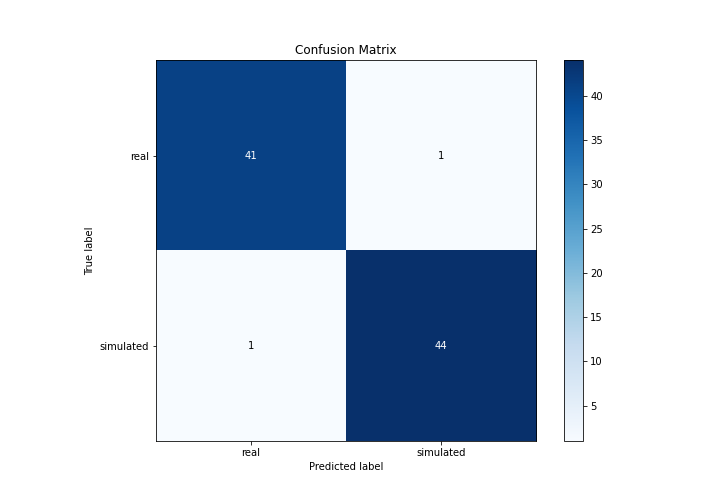 Confusion Matrix
True label
real
simulated
41
1
1
44
real
simulated
Predicted label
40
35
30
25
20
15
10
5